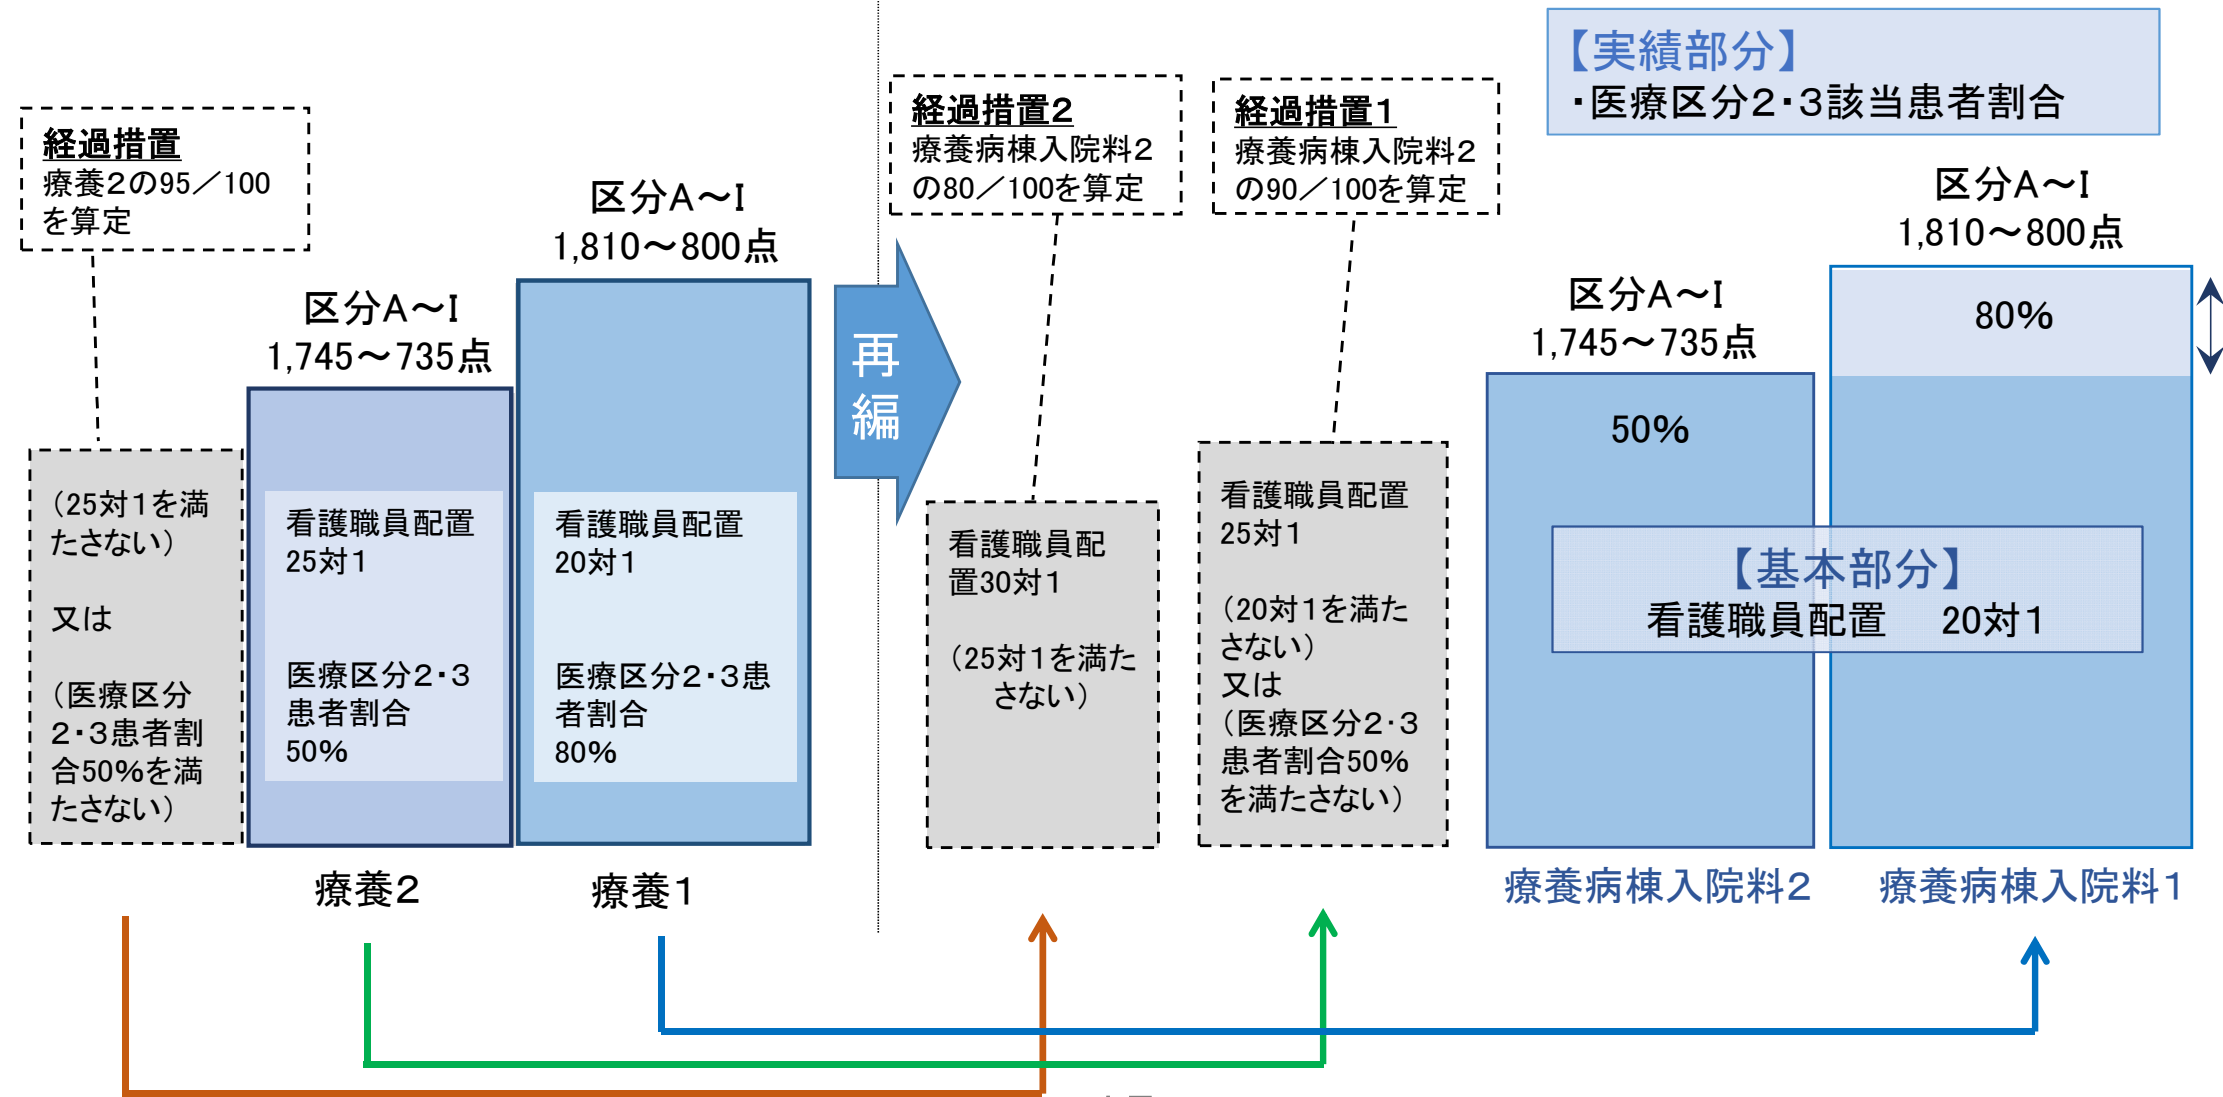 経過措置
療養２の95／100
を算定
区分A～I
1,745～735点
区分A～I
1,810～800点
（25対１を満
たさない）
又は
（医療区分
２・３患者割
合50％を満
たさない）
看護職員配置
25対１
医療区分２・３
患者割合
50％
看護職員配置
20対１
医療区分２・３患
者割合
80％
療養２
療養１
再
編
経過措置２
療養病棟入院料２
の80／100を算定
経過措置１
療養病棟入院料２
の90／100を算定
看護職員配
置30対１
（25対１を満た
さない）
看護職員配置
25対１
（20対１を満た
さない）
又は
（医療区分２・３
患者割合50％
を満たさない）
【実績部分】
・医療区分２・３該当患者割合
区分A～I
1,745～735点
区分A～I
1,810～800点
50％
80％
【基本部分】
看護職員配置　20対１
療養病棟入院料２
療養病棟入院料１